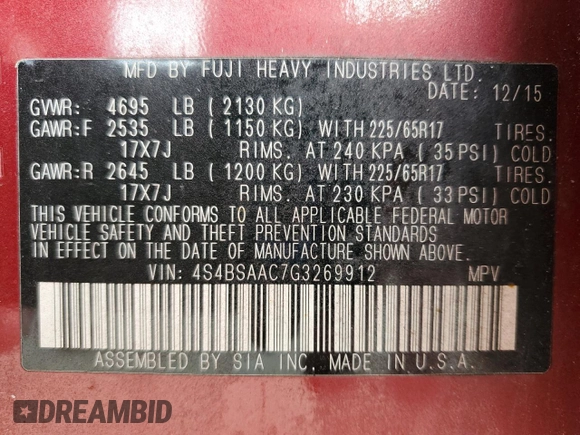 MFD BY FUJI HEAVY INDUSTRIES LTD.
DATE: 12/15
GVWR: 4695 LB ( 2130 KG)
GAWR:F 2535 LB ( 1150 KG) WITH 225/65R17 TIRES.
17X7J RIMS. AT 240 KPA ( 35 PSI) COLD
GAWR:R 2645 LB ( 1200 KG) WITH 225/65R17 TIRES.
17X7J RIMS. AT 230 KPA ( 33 PSI) COLD
THIS VEHICLE CONFORMS TO ALL APPLICABLE FEDERAL MOTOR
VEHICLE SAFETY AND THEFT PREVENTION STANDARDS
IN EFFECT ON THE DATE OF MANUFACTURE SHOWN ABOVE.
VIN: 4S4BSAAC7G3269912 MPV
ASSEMBLED BY SIA INC. MADE IN U.S.A.
DREAMBID